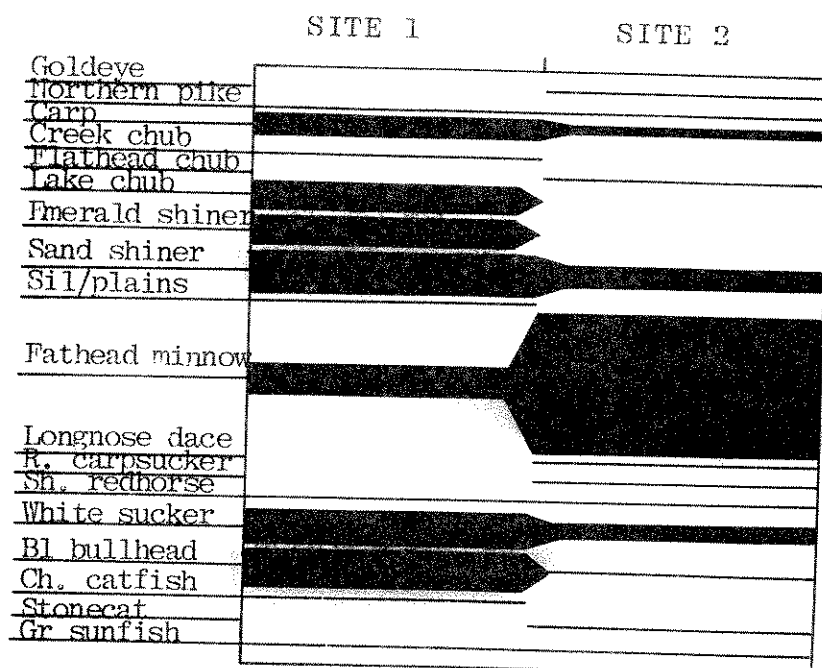 SITE 1
SITE 2
Goldeye
Northern pike
Carp
Creek chub
Flathead chub
Lake chub
Emerald shiner
Sand shiner
Sil/plains
Fathead minnow
Longnose dace
R. carpsucker
Sh. redhorse
White sucker
Bl bullhead
Ch. catfish
Stonecat
Gr sunfish